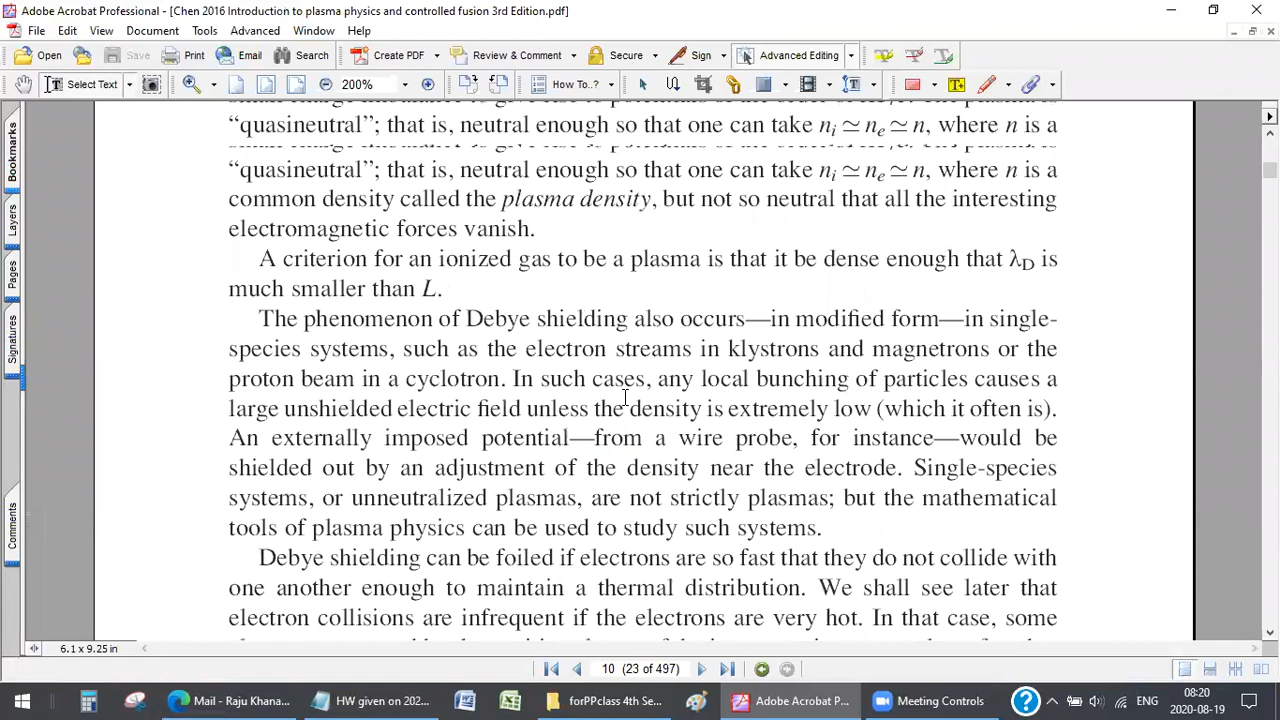 Adobe Acrobat Professional - [Chen 2016 Introduction to plasma physics and controlled fusion 3rd Edition.pdf]
File Edit View Document Tools Advanced Window Help
Open Save Print Email Search Create PDF Review & Comment Secure Sign Advanced Editing
Select Text 200% How To..?
“quasineutral”; that is, neutral enough so that one can take nᵢ ≃ nₑ ≃ n, where n is a
“quasineutral”; that is, neutral enough so that one can take nᵢ ≃ nₑ ≃ n, where n is a
common density called the plasma density, but not so neutral that all the interesting
electromagnetic forces vanish.
A criterion for an ionized gas to be a plasma is that it be dense enough that λD is
much smaller than L.
The phenomenon of Debye shielding also occurs—in modified form—in single-
species systems, such as the electron streams in klystrons and magnetrons or the
proton beam in a cyclotron. In such cases, any local bunching of particles causes a
large unshielded electric field unless the density is extremely low (which it often is).
An externally imposed potential—from a wire probe, for instance—would be
shielded out by an adjustment of the density near the electrode. Single-species
systems, or unneutralized plasmas, are not strictly plasmas; but the mathematical
tools of plasma physics can be used to study such systems.
Debye shielding can be foiled if electrons are so fast that they do not collide with
one another enough to maintain a thermal distribution. We shall see later that
electron collisions are infrequent if the electrons are very hot. In that case, some
Bookmarks
Layers
Pages
Signatures
Comments
6.1 x 9.25 in
10 (23 of 497)
Mail - Raju Khana... HW given on 202... forPPclass 4th Se... Adobe Acrobat P... Meeting Controls ENG 08:20
2020-08-19